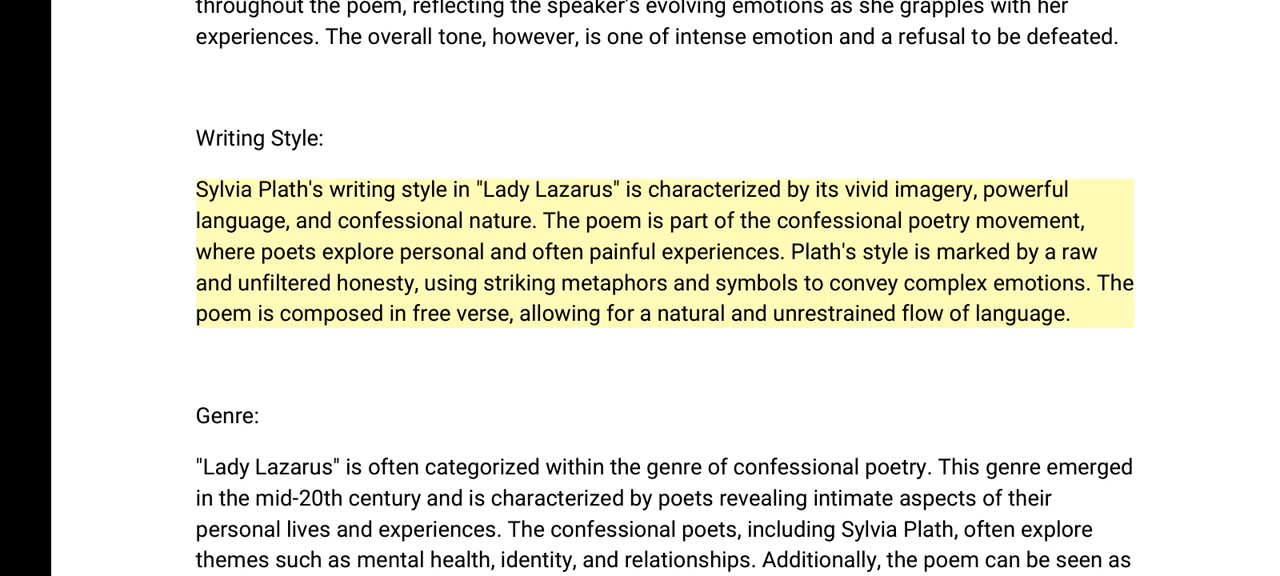 throughout the poem, reflecting the speaker's evolving emotions as she grapples with her
experiences. The overall tone, however, is one of intense emotion and a refusal to be defeated.
Writing Style:
Sylvia Plath's writing style in "Lady Lazarus" is characterized by its vivid imagery, powerful
language, and confessional nature. The poem is part of the confessional poetry movement,
where poets explore personal and often painful experiences. Plath's style is marked by a raw
and unfiltered honesty, using striking metaphors and symbols to convey complex emotions. The
poem is composed in free verse, allowing for a natural and unrestrained flow of language.
Genre:
"Lady Lazarus" is often categorized within the genre of confessional poetry. This genre emerged
in the mid-20th century and is characterized by poets revealing intimate aspects of their
personal lives and experiences. The confessional poets, including Sylvia Plath, often explore
themes such as mental health, identity, and relationships. Additionally, the poem can be seen as